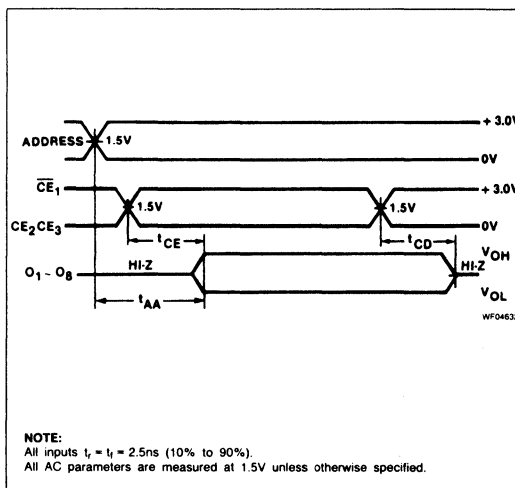 ADDRESS
1.5V
+ 3.0V
0V
CE1
CE2CE3
1.5V
1.5V
+ 3.0V
0V
tCE
tCD
O1 - O8
HI-Z
HI-Z
VOH
VOL
tAA
WF04632
NOTE:
All inputs tr = tf = 2.5ns (10% to 90%).
All AC parameters are measured at 1.5V unless otherwise specified.